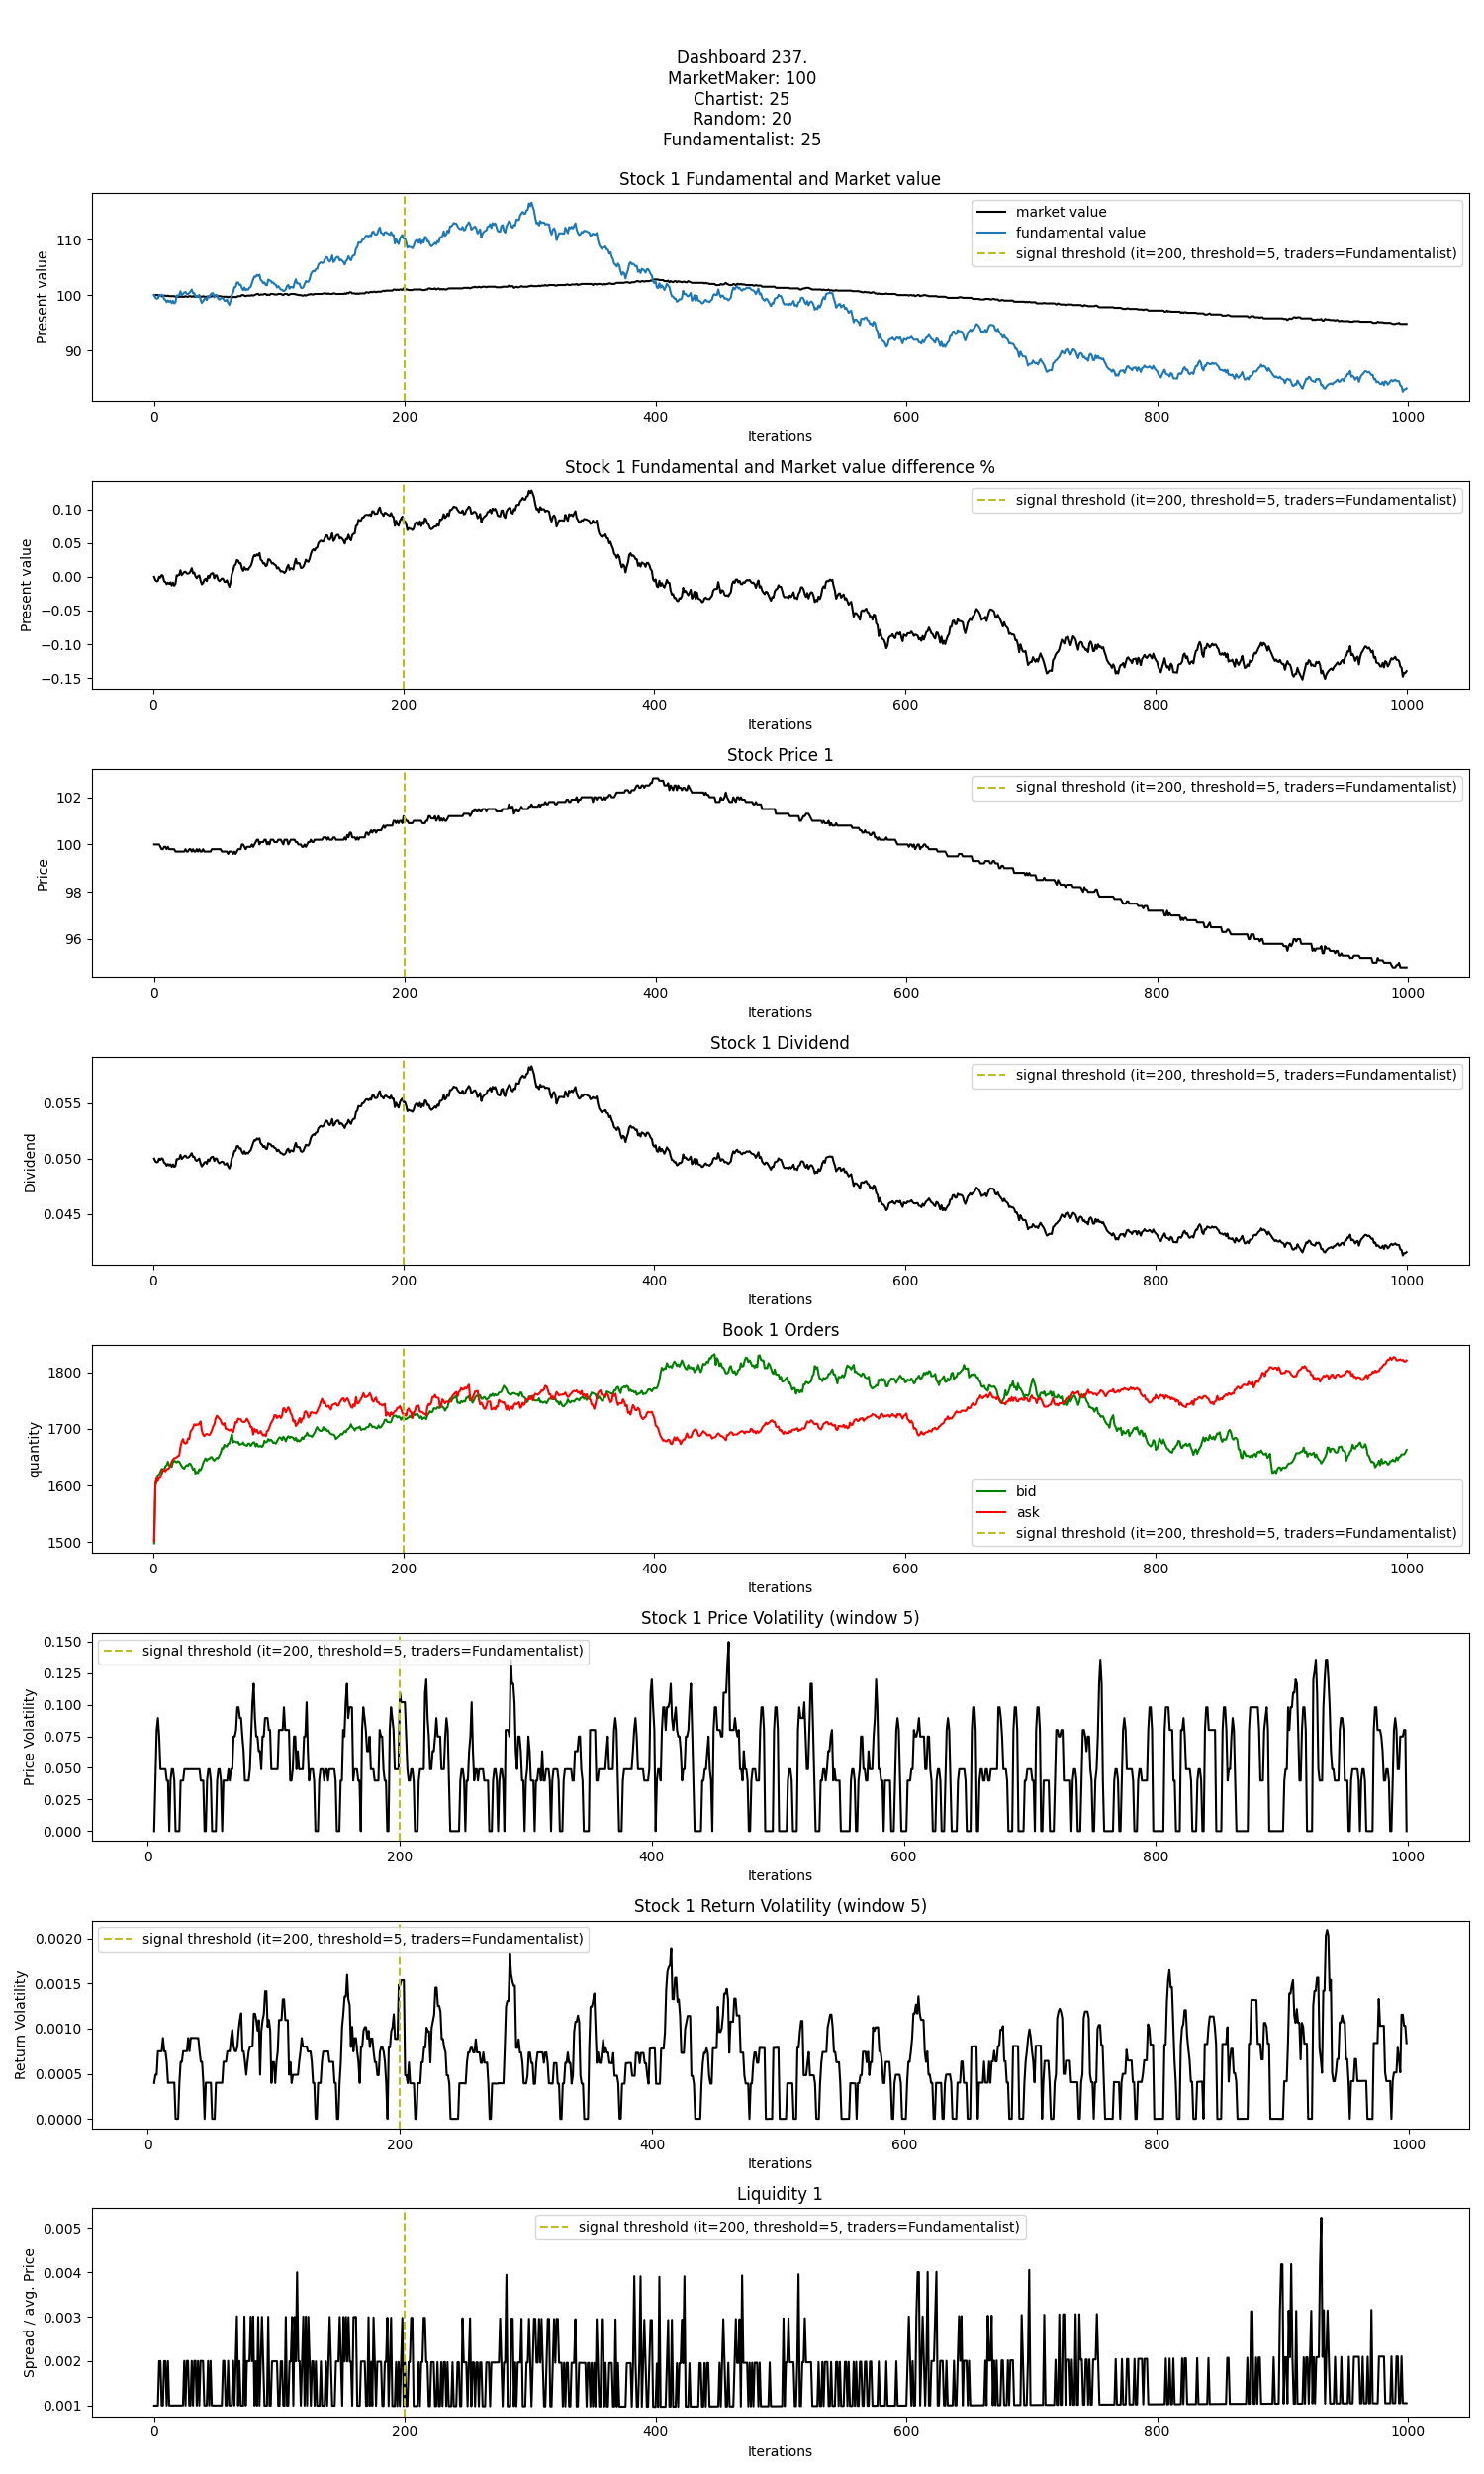 Dashboard 237.
MarketMaker: 100
Chartist: 25
Random: 20
Fundamentalist: 25
Stock 1 Fundamental and Market value
market value
fundamental value
signal threshold (it=200, threshold=5, traders=Fundamentalist)
Present value
110
100
90
0 200 400 600 800 1000
Iterations
Stock 1 Fundamental and Market value difference %
signal threshold (it=200, threshold=5, traders=Fundamentalist)
Present value
0.10
0.05
0.00
−0.05
−0.10
−0.15
0 200 400 600 800 1000
Iterations
Stock Price 1
signal threshold (it=200, threshold=5, traders=Fundamentalist)
Price
102
100
98
96
0 200 400 600 800 1000
Iterations
Stock 1 Dividend
signal threshold (it=200, threshold=5, traders=Fundamentalist)
Dividend
0.055
0.050
0.045
0 200 400 600 800 1000
Iterations
Book 1 Orders
quantity
1800
1700
1600
1500
bid
ask
signal threshold (it=200, threshold=5, traders=Fundamentalist)
0 200 400 600 800 1000
Iterations
Stock 1 Price Volatility (window 5)
signal threshold (it=200, threshold=5, traders=Fundamentalist)
Price Volatility
0.150
0.125
0.100
0.075
0.050
0.025
0.000
0 200 400 600 800 1000
Iterations
Stock 1 Return Volatility (window 5)
signal threshold (it=200, threshold=5, traders=Fundamentalist)
Return Volatility
0.0020
0.0015
0.0010
0.0005
0.0000
0 200 400 600 800 1000
Iterations
Liquidity 1
signal threshold (it=200, threshold=5, traders=Fundamentalist)
Spread / avg. Price
0.005
0.004
0.003
0.002
0.001
0 200 400 600 800 1000
Iterations